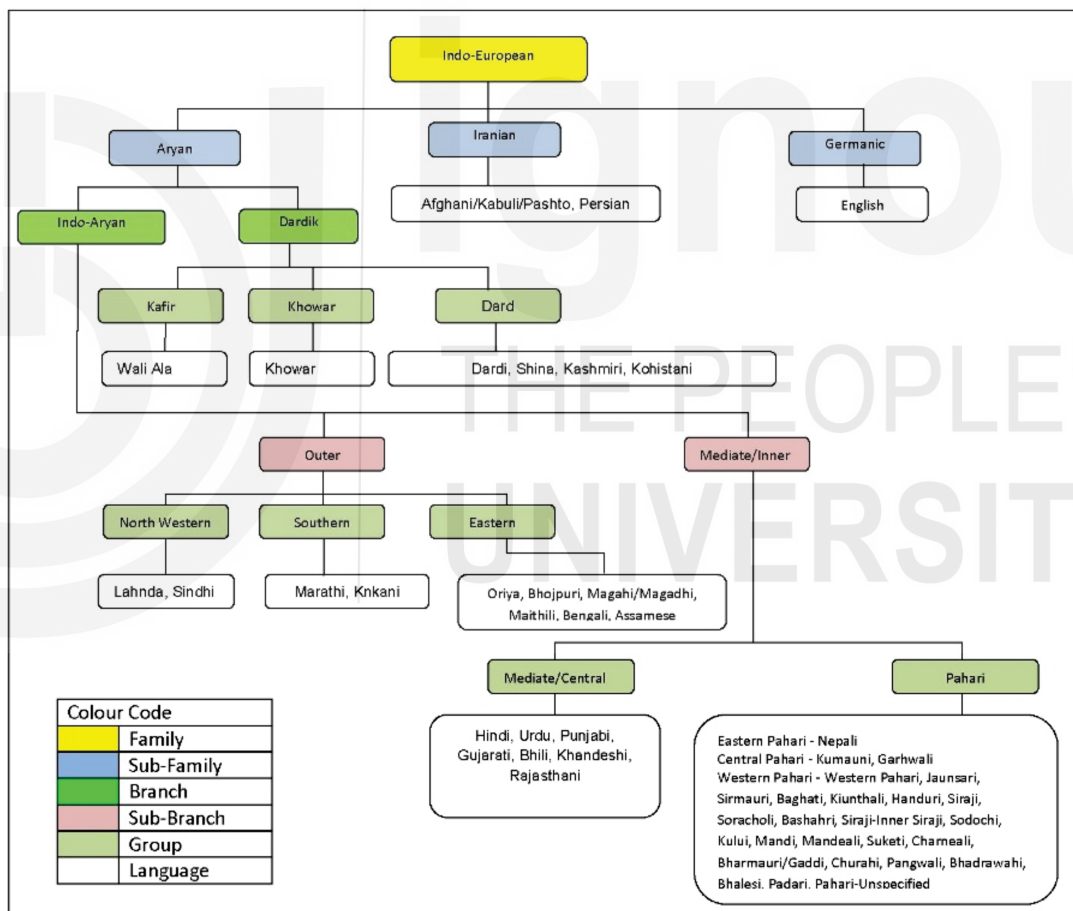 Ignou
THE PEOPLE
UNIVERSIT
Indo-European
Aryan
Iranian
Germanic
Afghani/Kabuli/Pashto, Persian
English
Indo-Aryan
Dardik
Kafir
Khowar
Dard
Wali Ala
Khowar
Dardi, Shina, Kashmiri, Kohistani
Outer
Mediate/Inner
North Western
Southern
Eastern
Lahnda, Sindhi
Marathi, Knkani
Oriya, Bhojpuri, Magahi/Magadhi,
Maithili, Bengali, Assamese
Mediate/Central
Pahari
Hindi, Urdu, Punjabi,
Gujarati, Bhili, Khandeshi,
Rajasthani
Eastern Pahari - Nepali
Central Pahari - Kumauni, Garhwali
Western Pahari - Western Pahari, Jaunsari,
Sirmauri, Baghati, Kiunthali, Handuri, Siraji,
Soracholi, Bashahri, Siraji-Inner Siraji, Sodochi,
Kului, Mandi, Mandeali, Suketi, Chameali,
Bharmauri/Gaddi, Churahi, Pangwali, Bhadrawahi,
Bhalesi, Padari, Pahari-Unspecified
Colour Code
Family
Sub-Family
Branch
Sub-Branch
Group
Language